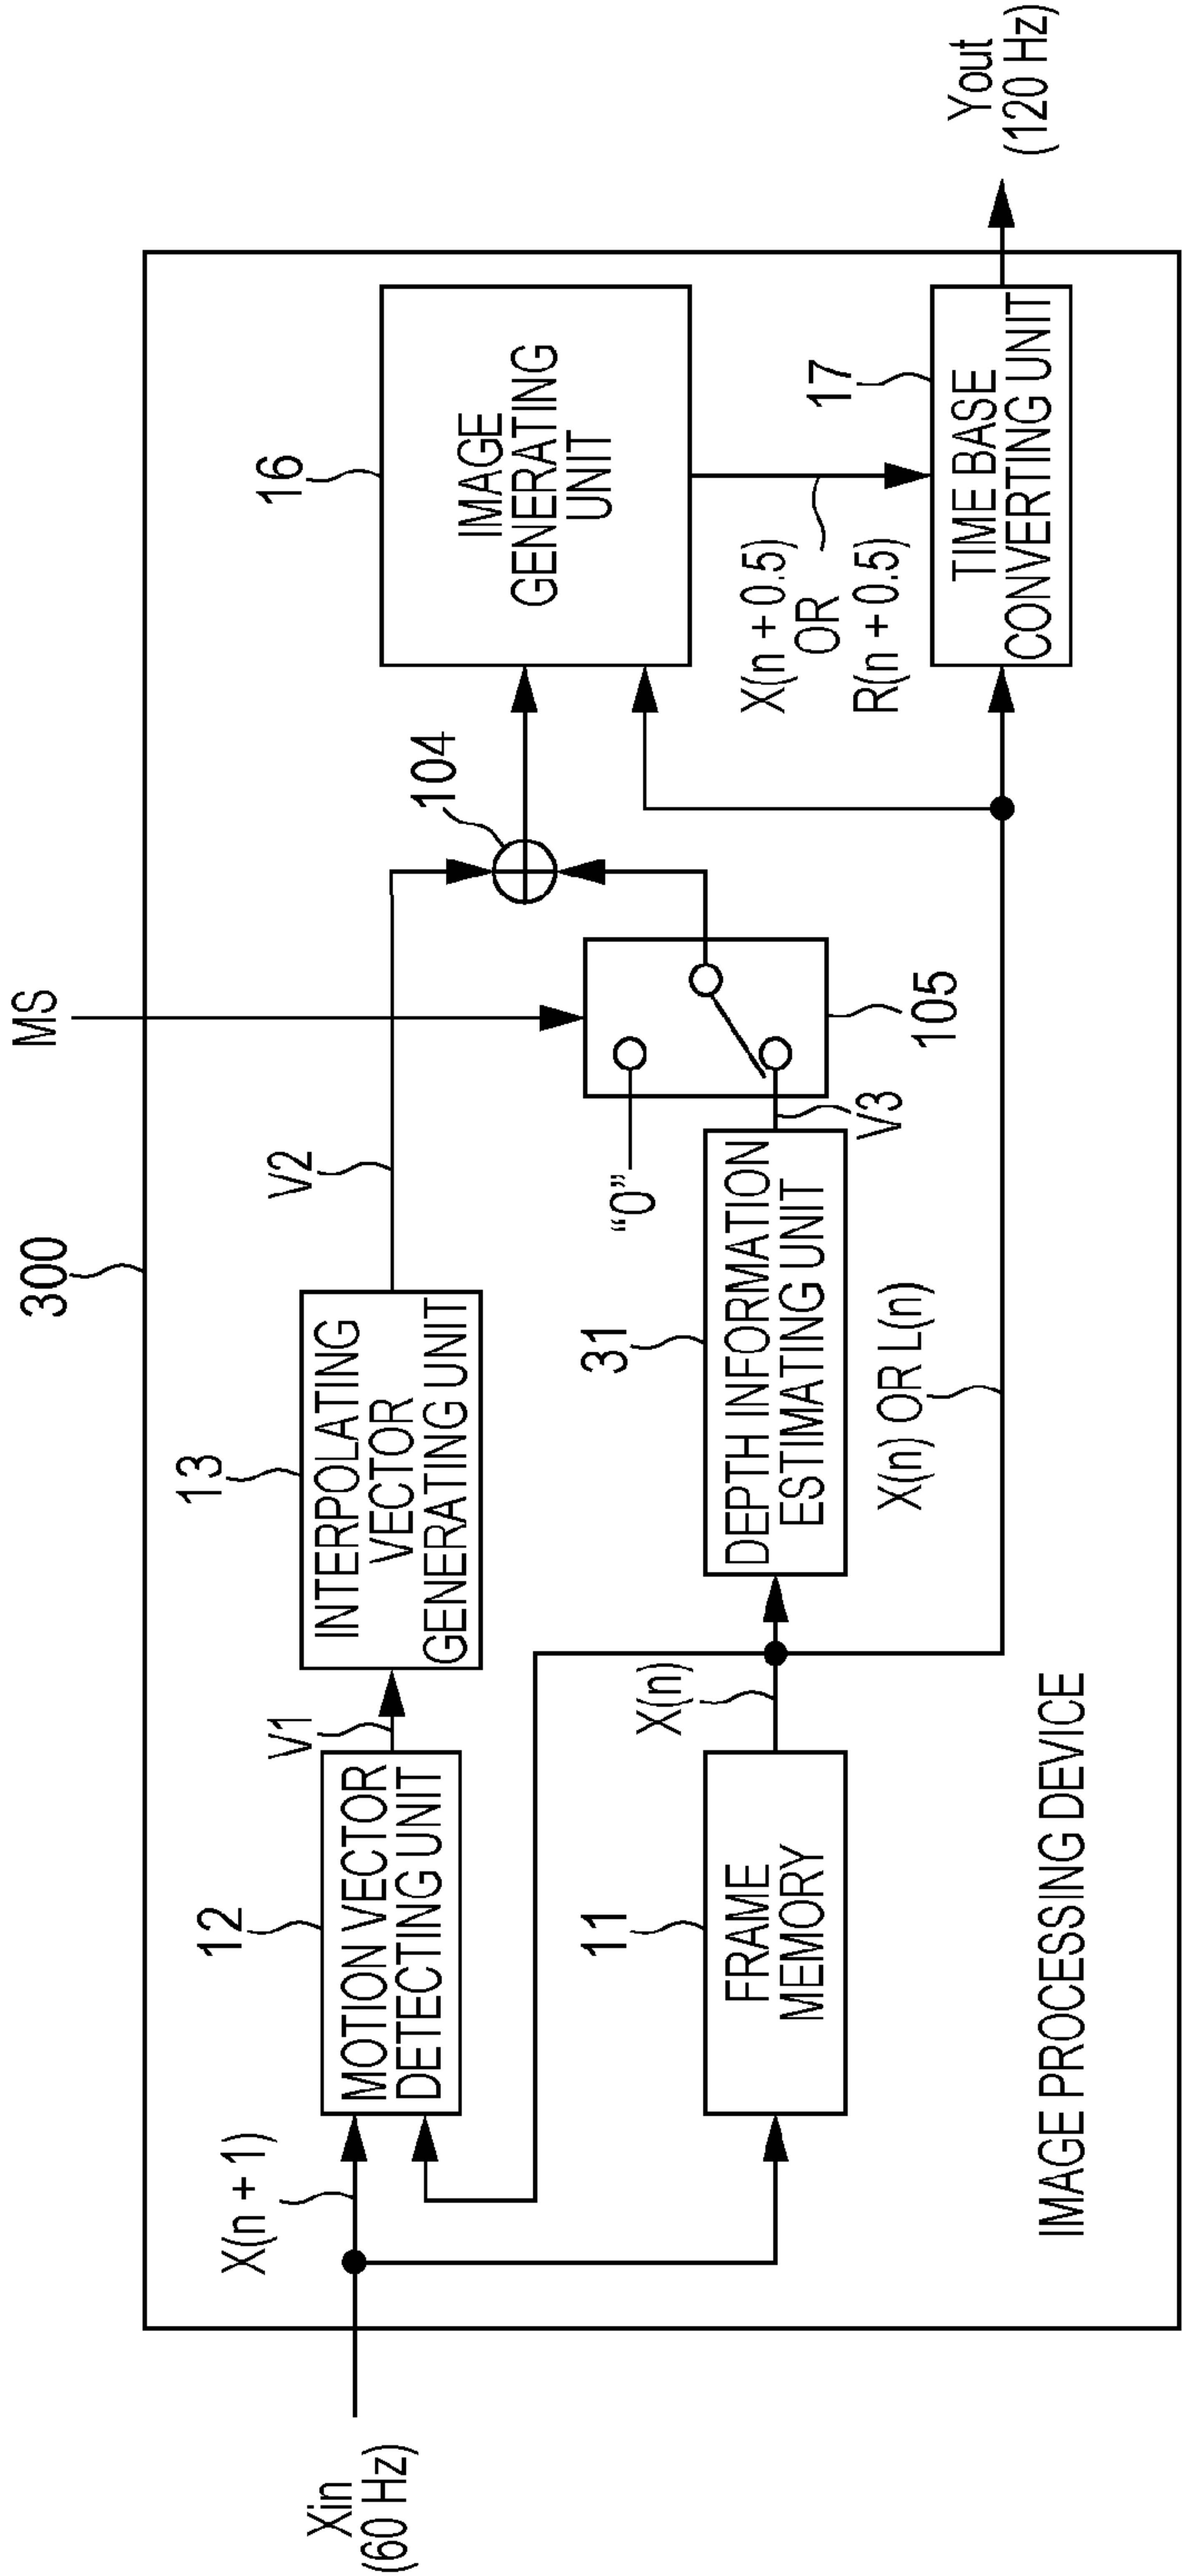 MS
300
Xin
(60 Hz)
X(n + 1)
12
MOTION VECTOR
DETECTING UNIT
V1
13
INTERPOLATING
VECTOR
GENERATING UNIT
V2
104
16
IMAGE
GENERATING
UNIT
11
FRAME
MEMORY
X(n)
31
DEPTH INFORMATION
ESTIMATING UNIT
“0”
V3
105
X(n) OR L(n)
X(n + 0.5)
OR
R(n + 0.5)
17
TIME BASE
CONVERTING UNIT
Yout
(120 Hz)
IMAGE PROCESSING DEVICE